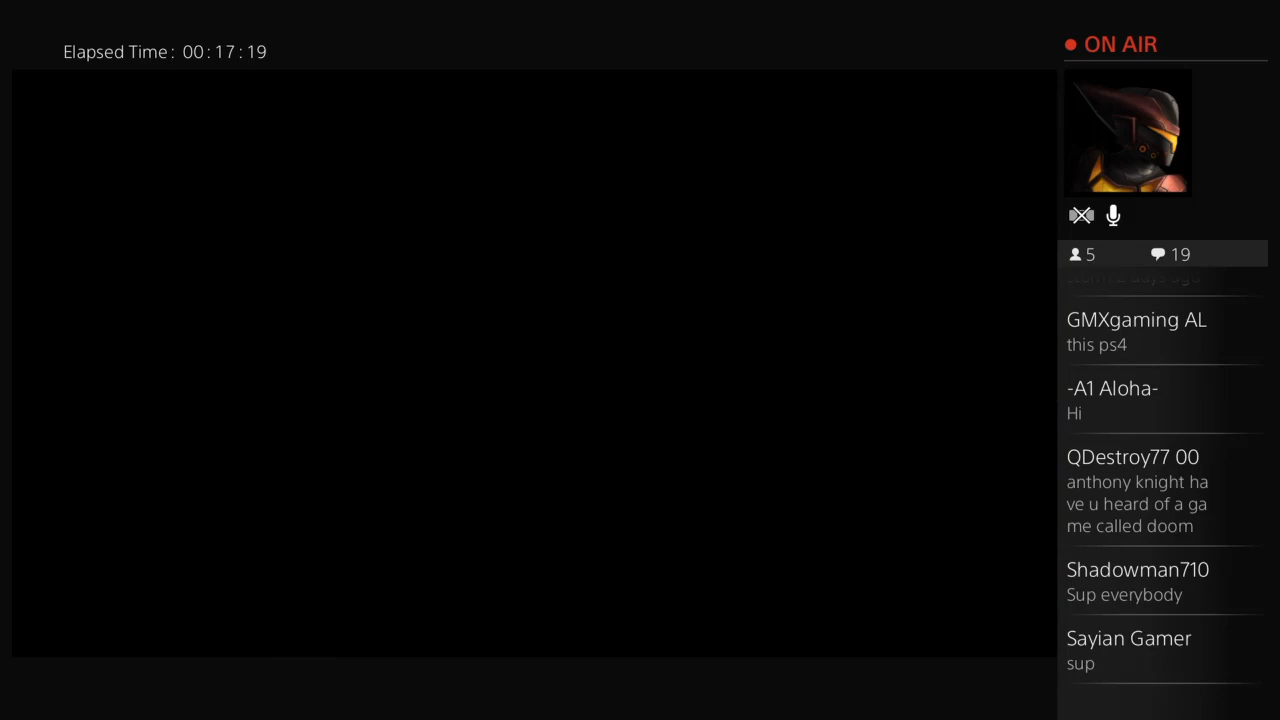 Elapsed Time: 00:17:19
ON AIR
5 19
GMXgaming AL
this ps4
-A1 Aloha-
Hi
QDestroy77 00
anthony knight ha
ve u heard of a ga
me called doom
Shadowman710
Sup everybody
Sayian Gamer
sup